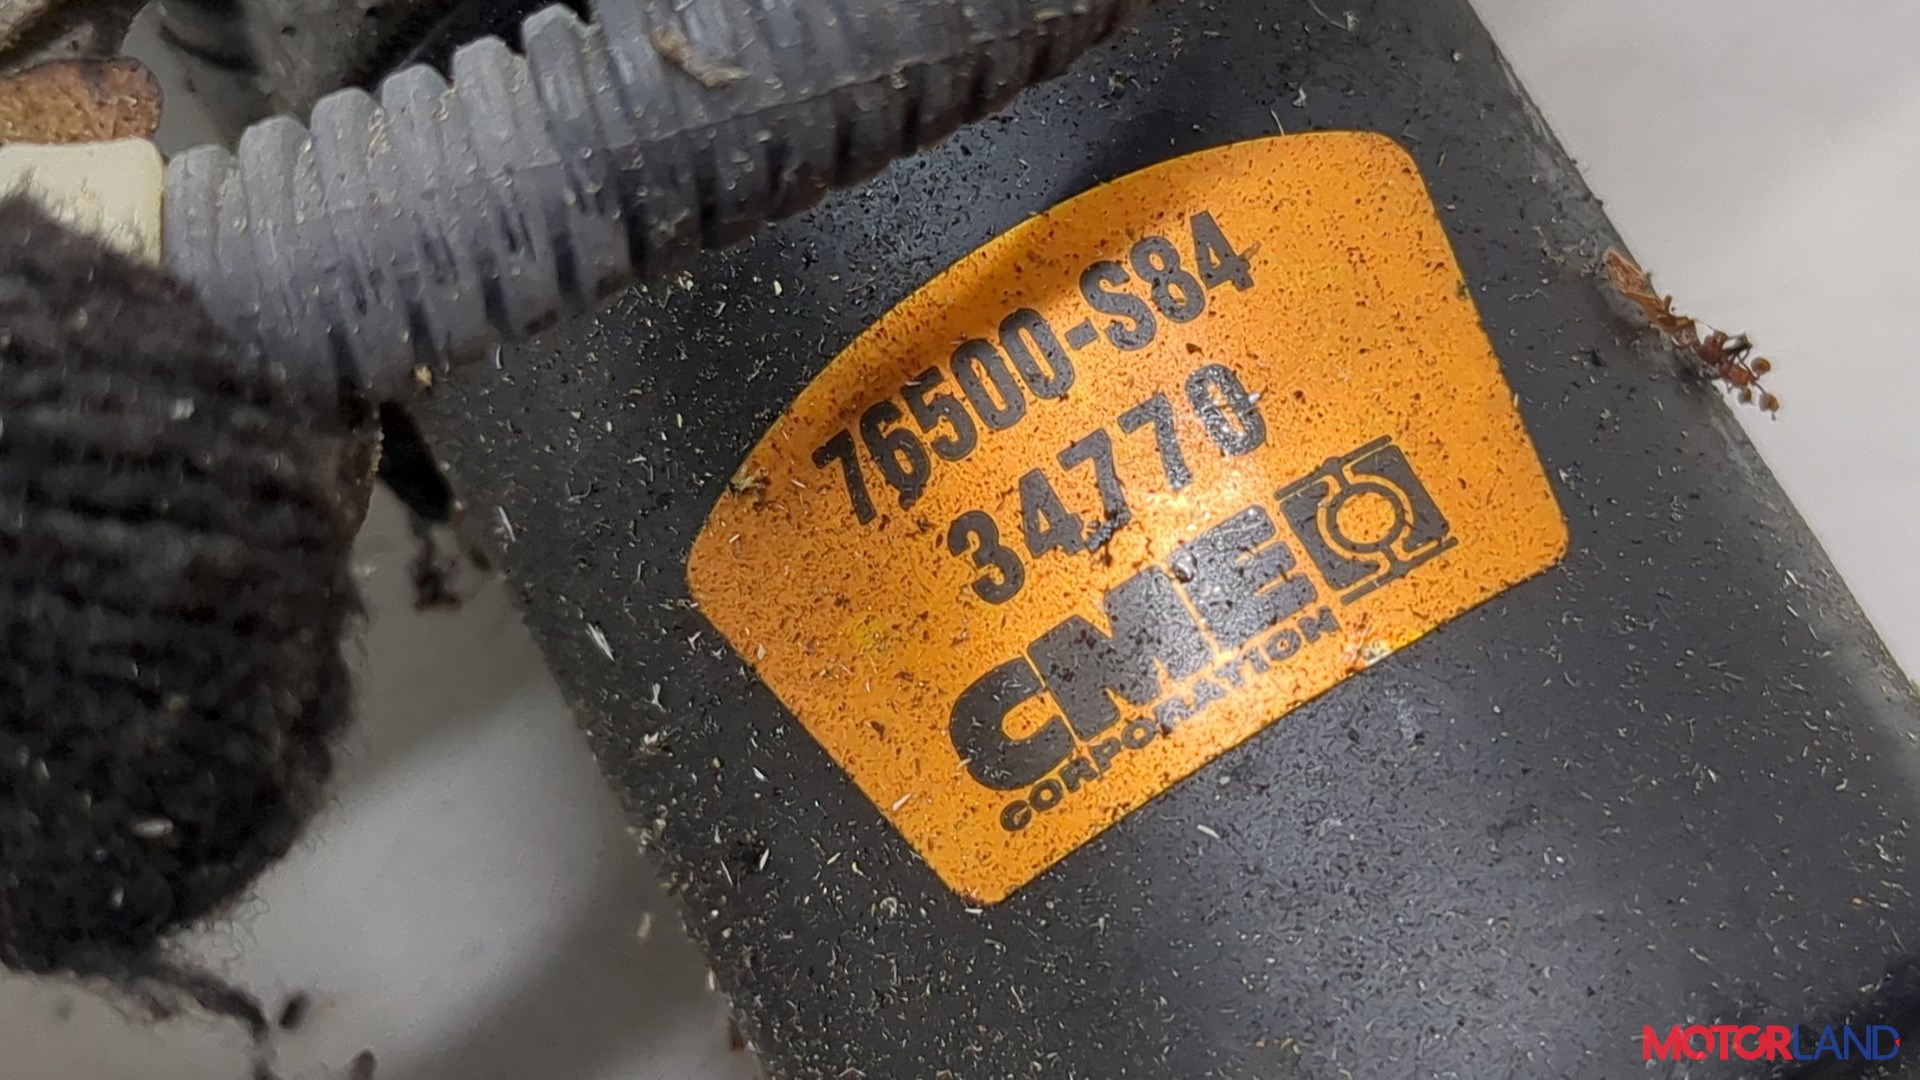 76500-S84
34770
CME
CORPORATION
MOTORLAND